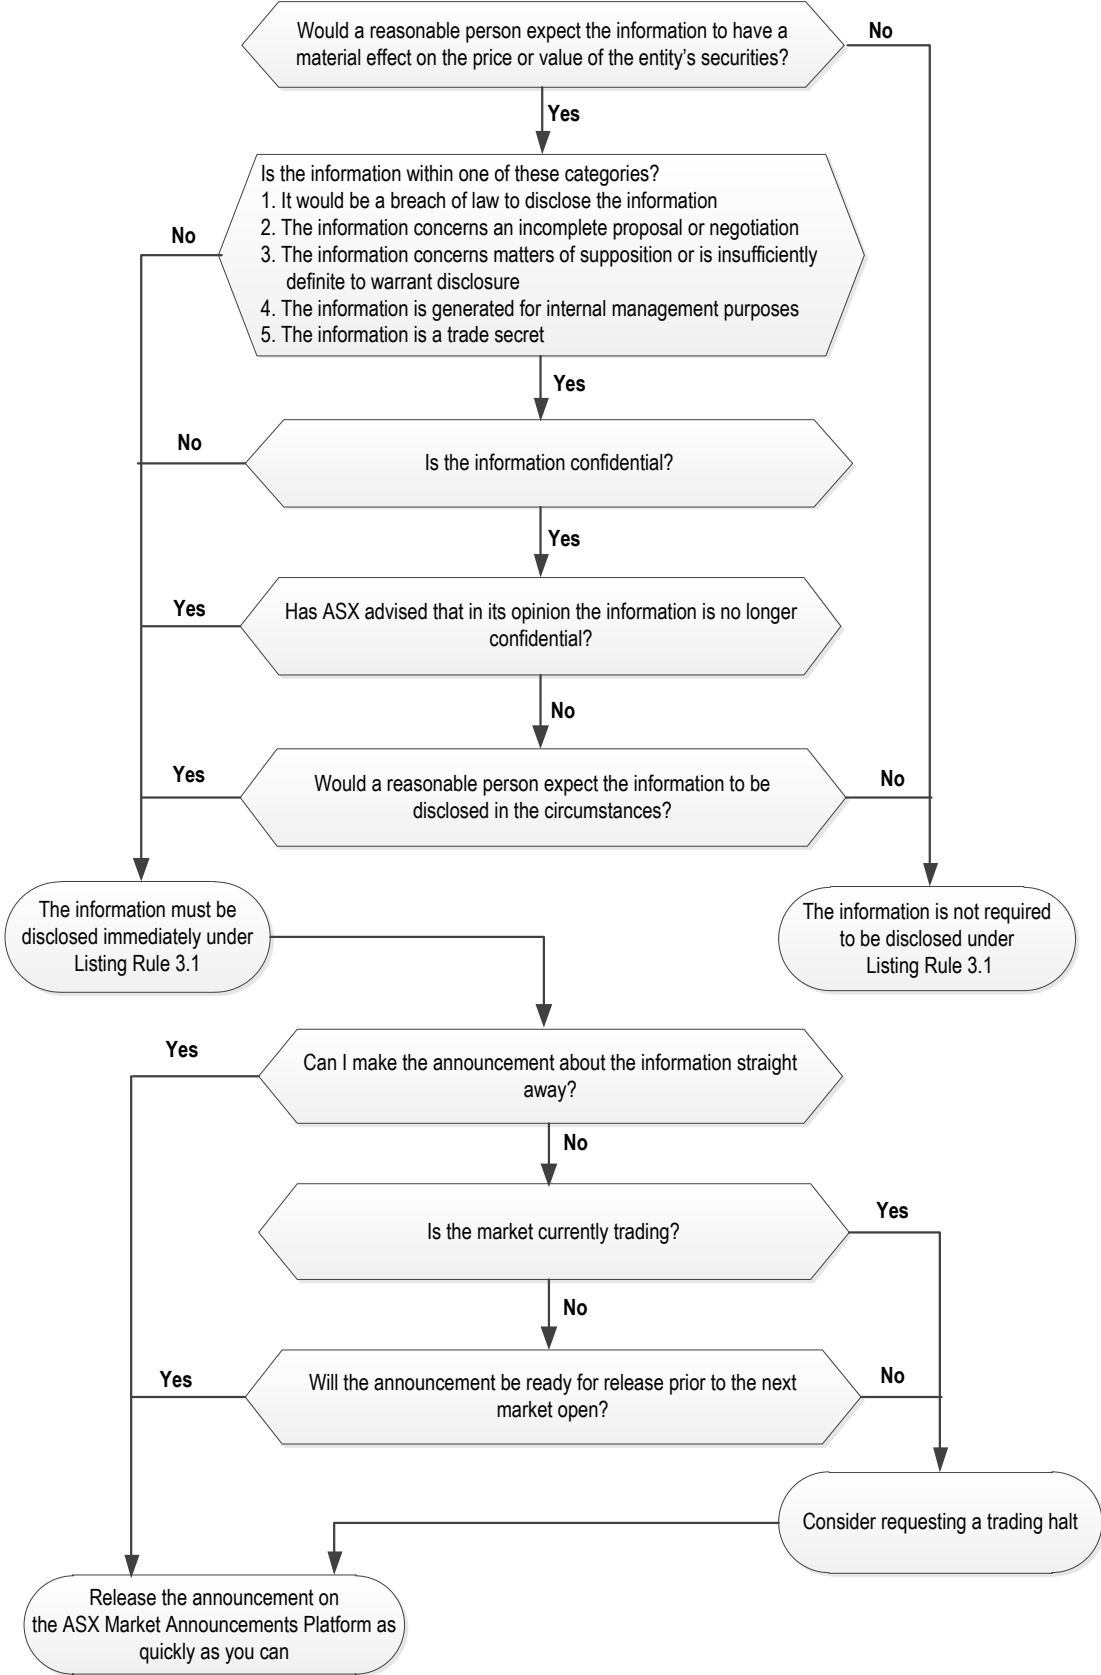 Would a reasonable person expect the information to have a
material effect on the price or value of the entity’s securities?
No
Yes
Is the information within one of these categories?
1. It would be a breach of law to disclose the information
2. The information concerns an incomplete proposal or negotiation
3. The information concerns matters of supposition or is insufficiently
definite to warrant disclosure
4. The information is generated for internal management purposes
5. The information is a trade secret
No
Yes
No
Is the information confidential?
Yes
Yes
Has ASX advised that in its opinion the information is no longer
confidential?
No
Yes
Would a reasonable person expect the information to be
disclosed in the circumstances?
No
The information must be
disclosed immediately under
Listing Rule 3.1
The information is not required
to be disclosed under
Listing Rule 3.1
Yes
Can I make the announcement about the information straight
away?
No
Is the market currently trading?
Yes
No
Yes
Will the announcement be ready for release prior to the next
market open?
No
Consider requesting a trading halt
Release the announcement on
the ASX Market Announcements Platform as
quickly as you can